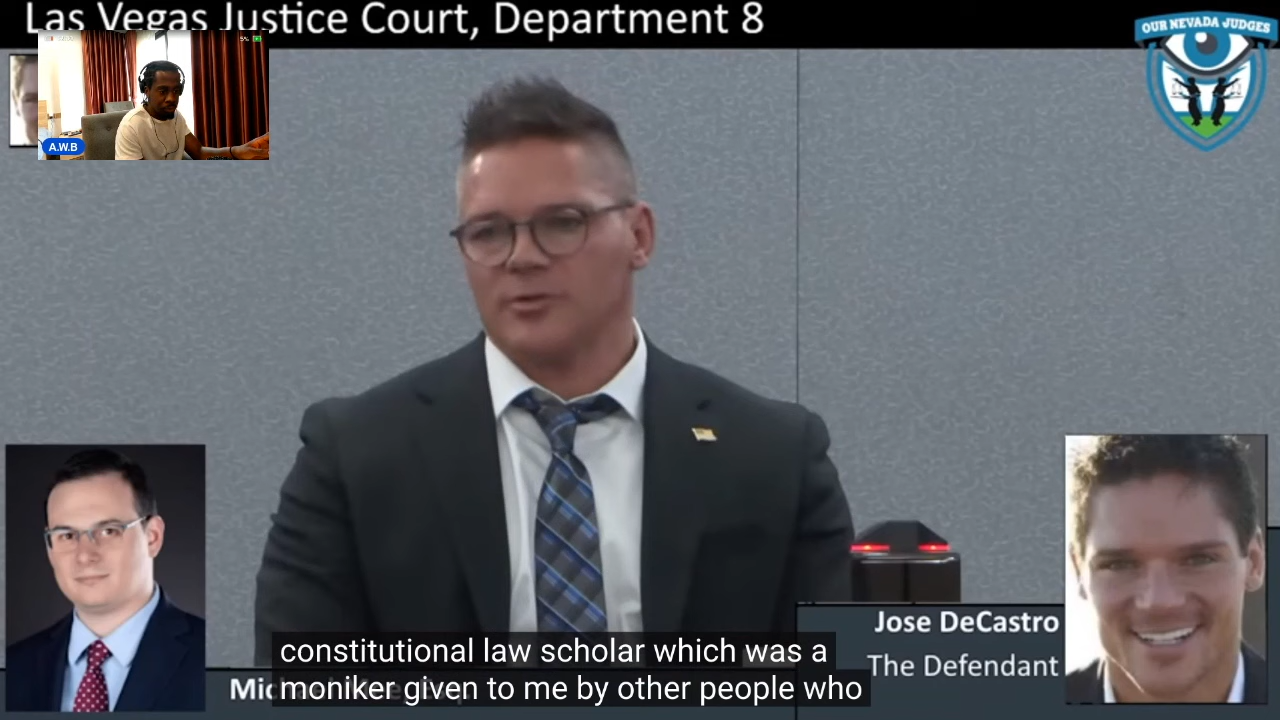 Las Vegas Justice Court, Department 8
OUR NEVADA JUDGES
5%
A.W.B
Jose DeCastro
The Defendant
constitutional law scholar which was a
moniker given to me by other people who